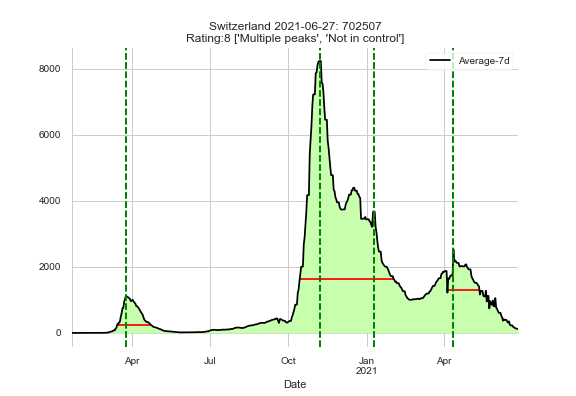 Switzerland 2021-06-27: 702507
Rating:8 ['Multiple peaks', 'Not in control']
Average-7d
8000
6000
4000
2000
0
Apr
Jul
Oct
Jan
2021
Apr
Date